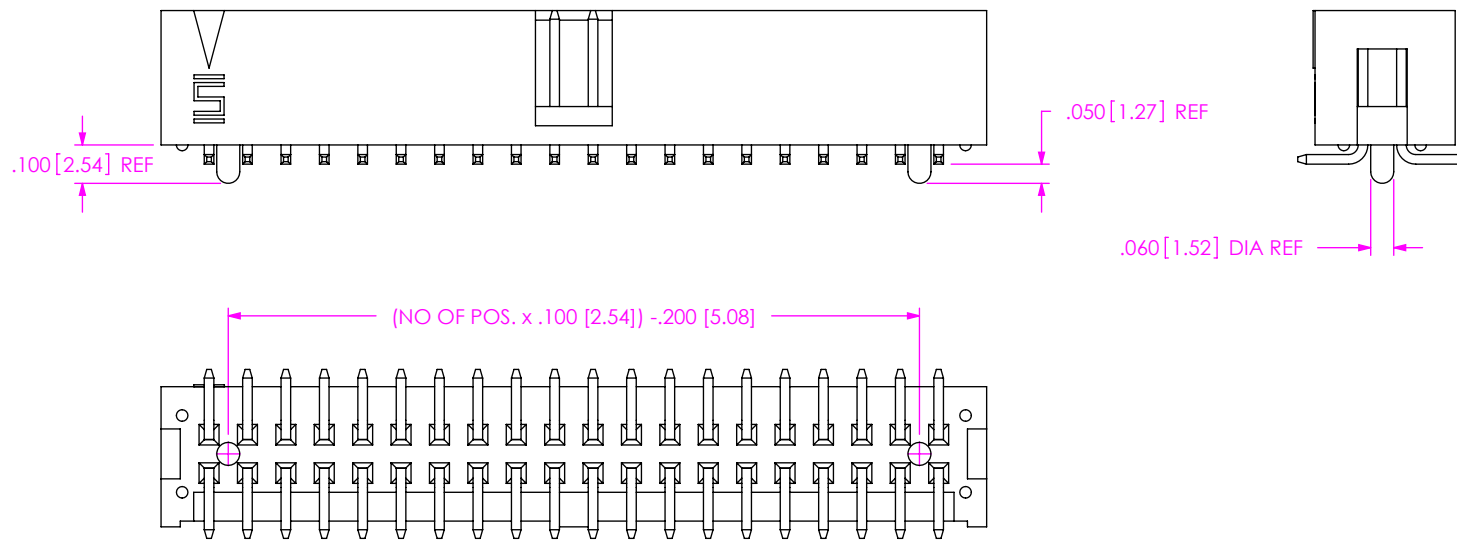 .050[1.27] REF
.100[2.54] REF
.060[1.52] DIA REF
(NO OF POS. x .100 [2.54]) -.200 [5.08]